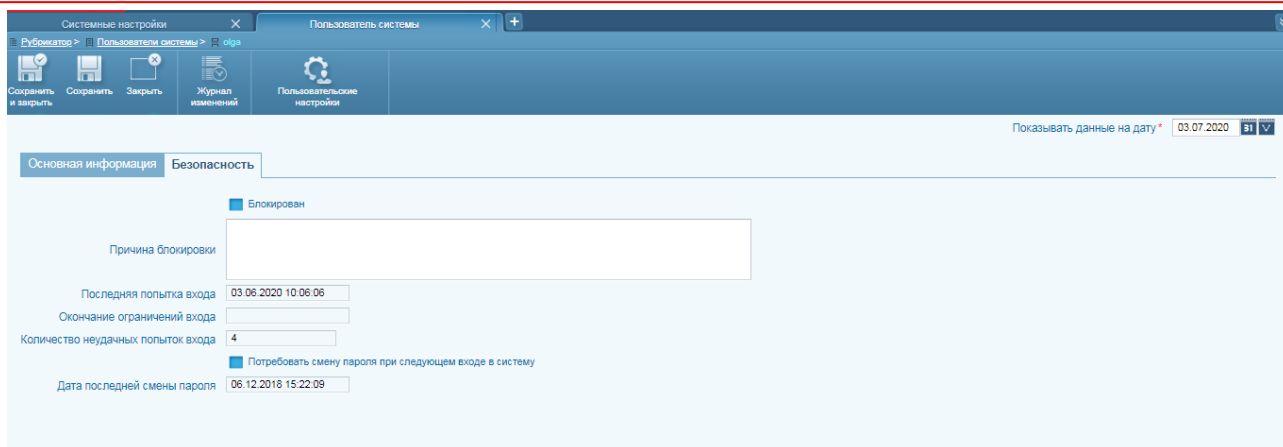 Системные настройки
Пользователь системы
Рубрикатор > Пользователи системы > olga
Сохранить и закрыть
Сохранить
Закрыть
Журнал изменений
Пользовательские настройки
Показывать данные на дату * 03.07.2020 31
Основная информация
Безопасность
Блокирован
Причина блокировки
Последняя попытка входа 03.06.2020 10:06:06
Окончание ограничений входа
Количество неудачных попыток входа 4
Потребовать смену пароля при следующем входе в систему
Дата последней смены пароля 06.12.2018 15:22:09